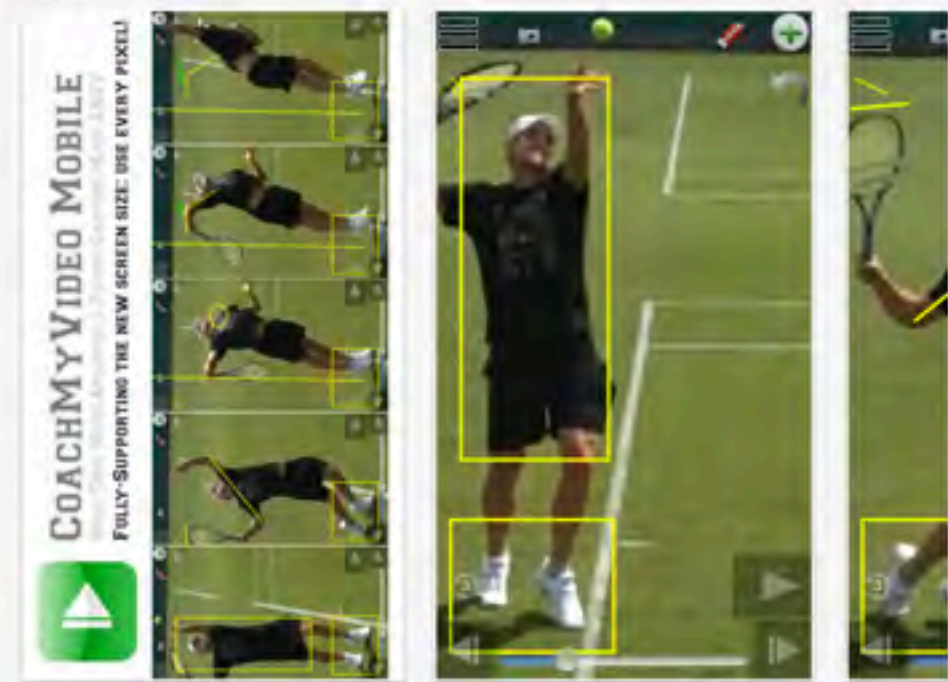 COACHMYVIDEO MOBILE
FULLY-SUPPORTING THE NEW SCREEN SIZE: USE EVERY PIXEL!